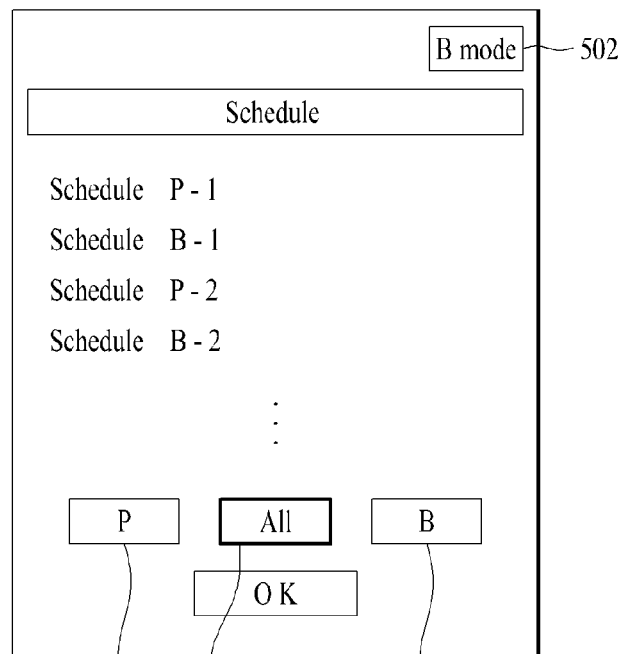 B mode
502
Schedule
Schedule P - 1
Schedule B - 1
Schedule P - 2
Schedule B - 2
P
All
B
O K